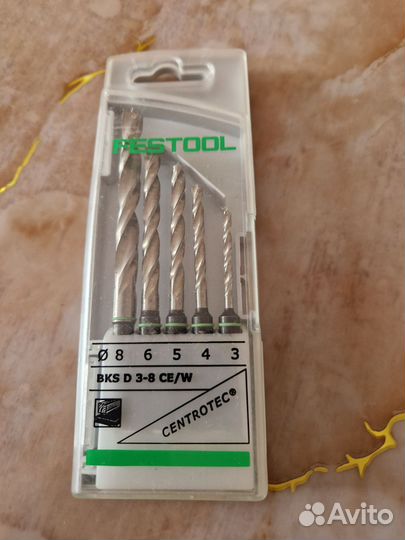 FESTOOL
Ø 8 6 5 4 3
BKS D 3-8 CE/W
CENTROTEC®
Avito